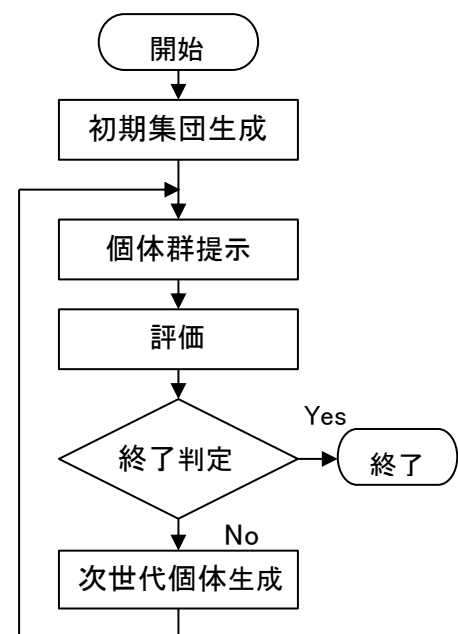 開始
初期集団生成
個体群提示
評価
終了判定
Yes
終了
No
次世代個体生成